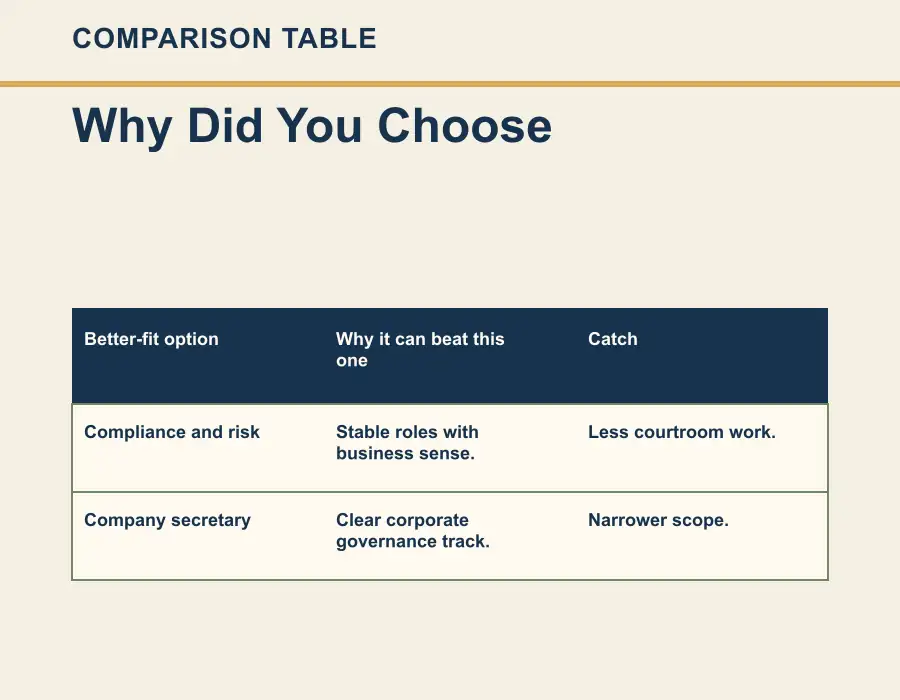 COMPARISON TABLE
Why Did You Choose
Better-fit option
Why it can beat this
one
Catch
Compliance and risk
Stable roles with
business sense.
Less courtroom work.
Company secretary
Clear corporate
governance track.
Narrower scope.